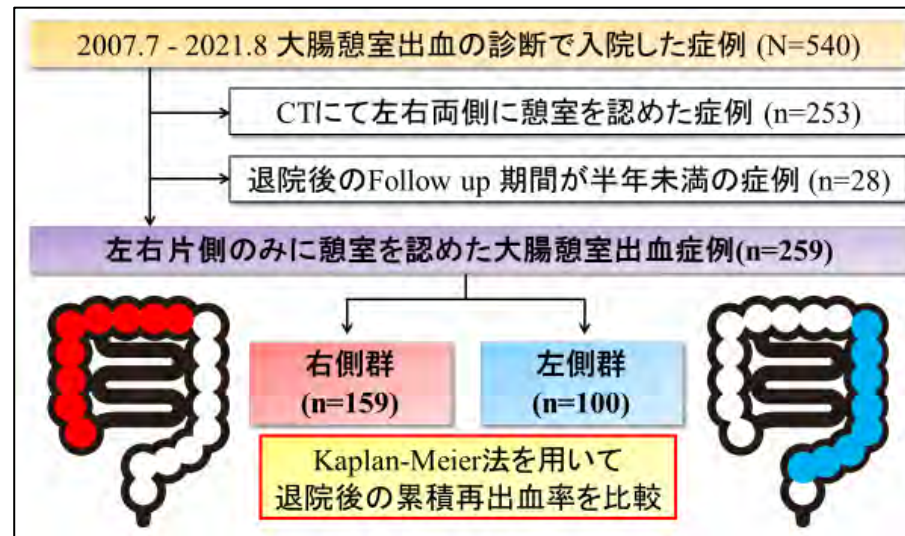 2007.7 - 2021.8 大腸憩室出血の診断で入院した症例 (N=540)
CTにて左右両側に憩室を認めた症例 (n=253)
退院後のFollow up 期間が半年未満の症例 (n=28)
左右片側のみに憩室を認めた大腸憩室出血症例(n=259)
右側群
(n=159)
左側群
(n=100)
Kaplan-Meier法を用いて
退院後の累積再出血率を比較